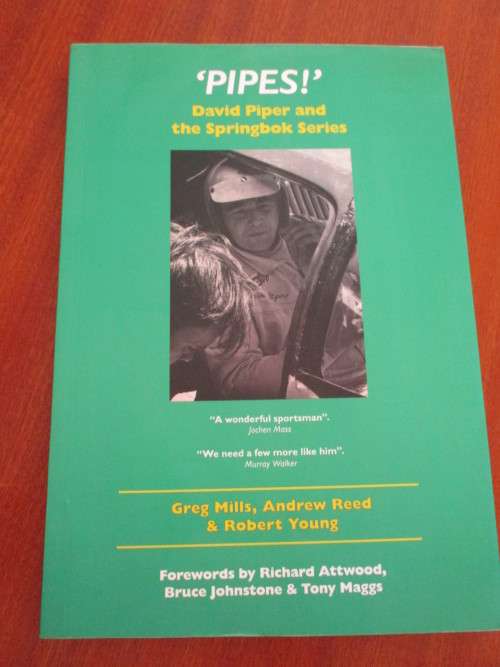 ‘PIPES!’
David Piper and
the Springbok Series
“A wonderful sportsman”.
Jochen Mass
“We need a few more like him”.
Murray Walker
Greg Mills, Andrew Reed
& Robert Young
Forewords by Richard Attwood,
Bruce Johnstone & Tony Maggs